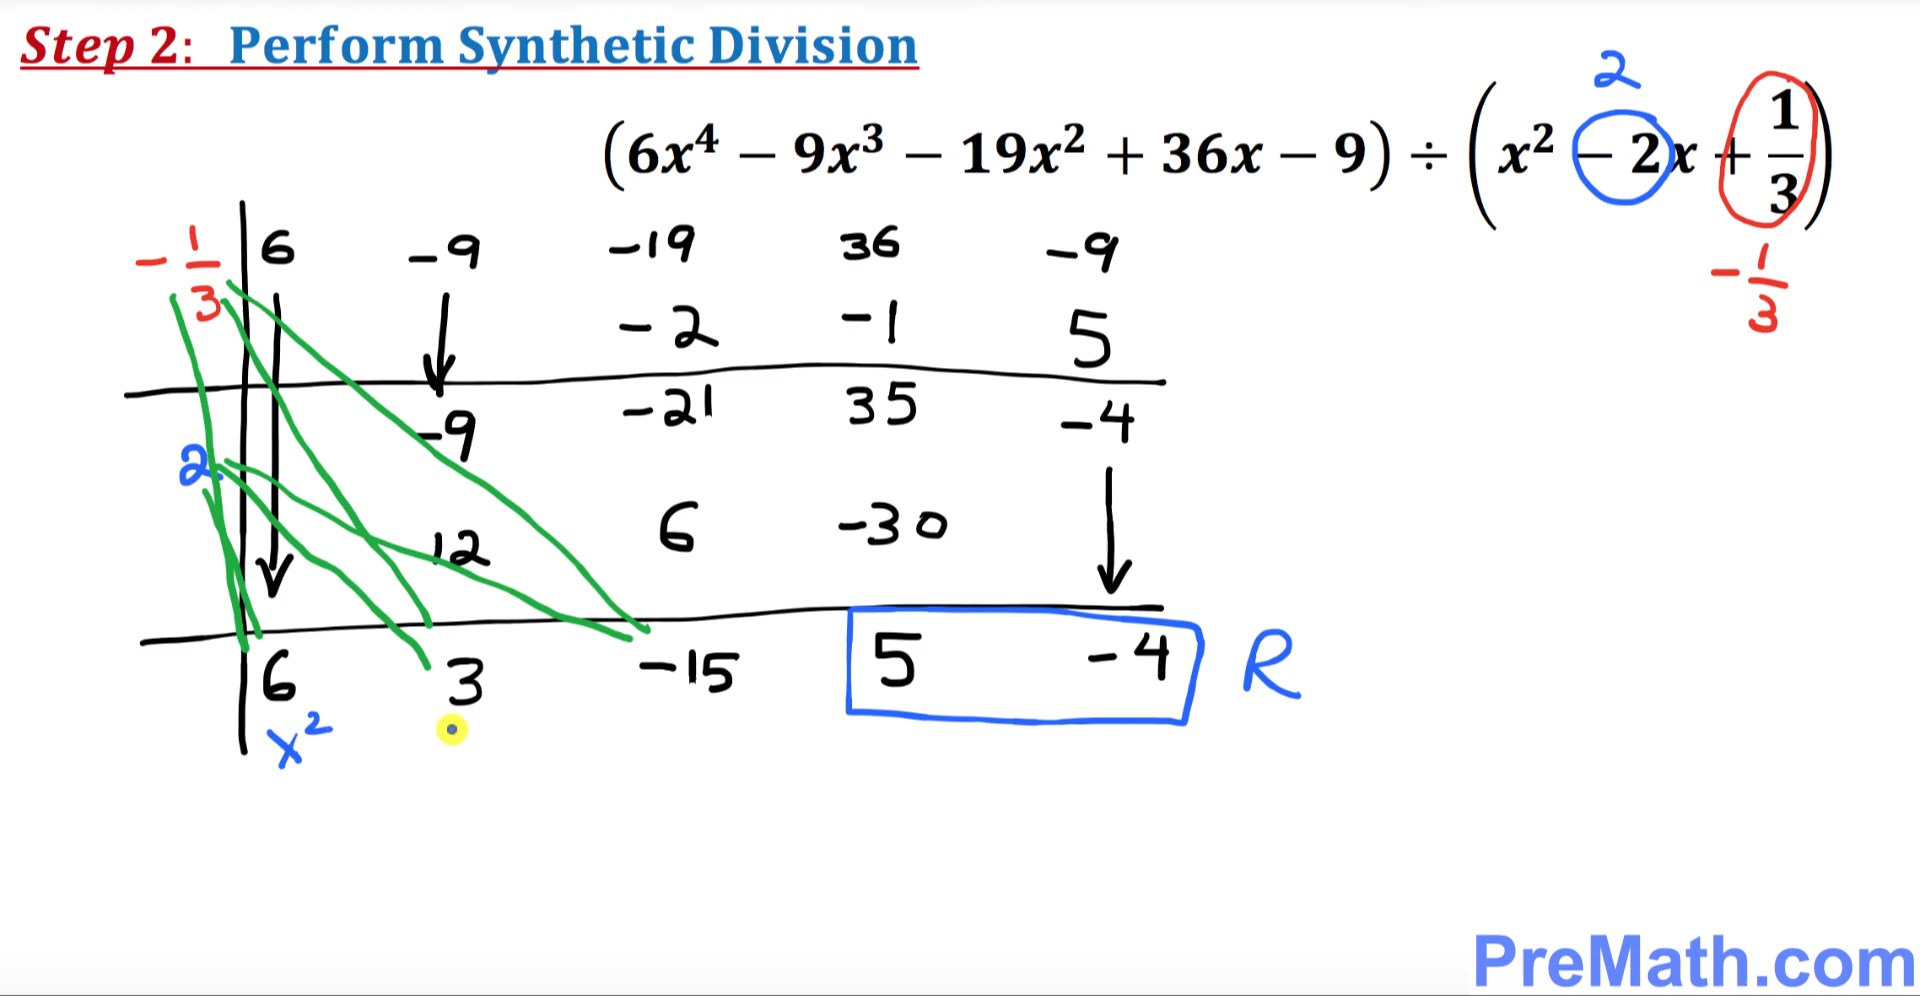 Step 2: Perform Synthetic Division
2
(6x⁴ − 9x³ − 19x² + 36x − 9) ÷ (x² − 2x + 1/3)
−1/3 6 −9 −19 36 −9
−1/3
−2 −1 5
−9 −21 35 −4
2
12 6 −30
6 3 −15 5 −4 R
x²
PreMath.com